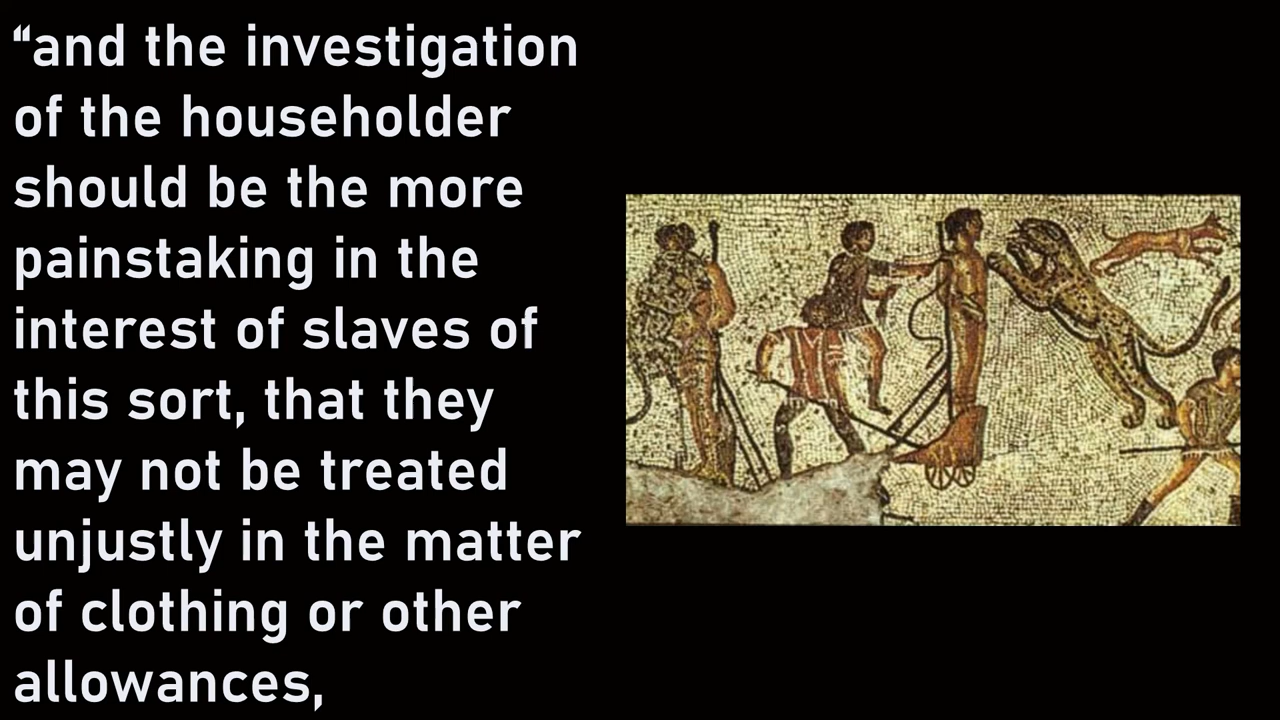 “and the investigation
of the householder
should be the more
painstaking in the
interest of slaves of
this sort, that they
may not be treated
unjustly in the matter
of clothing or other
allowances,